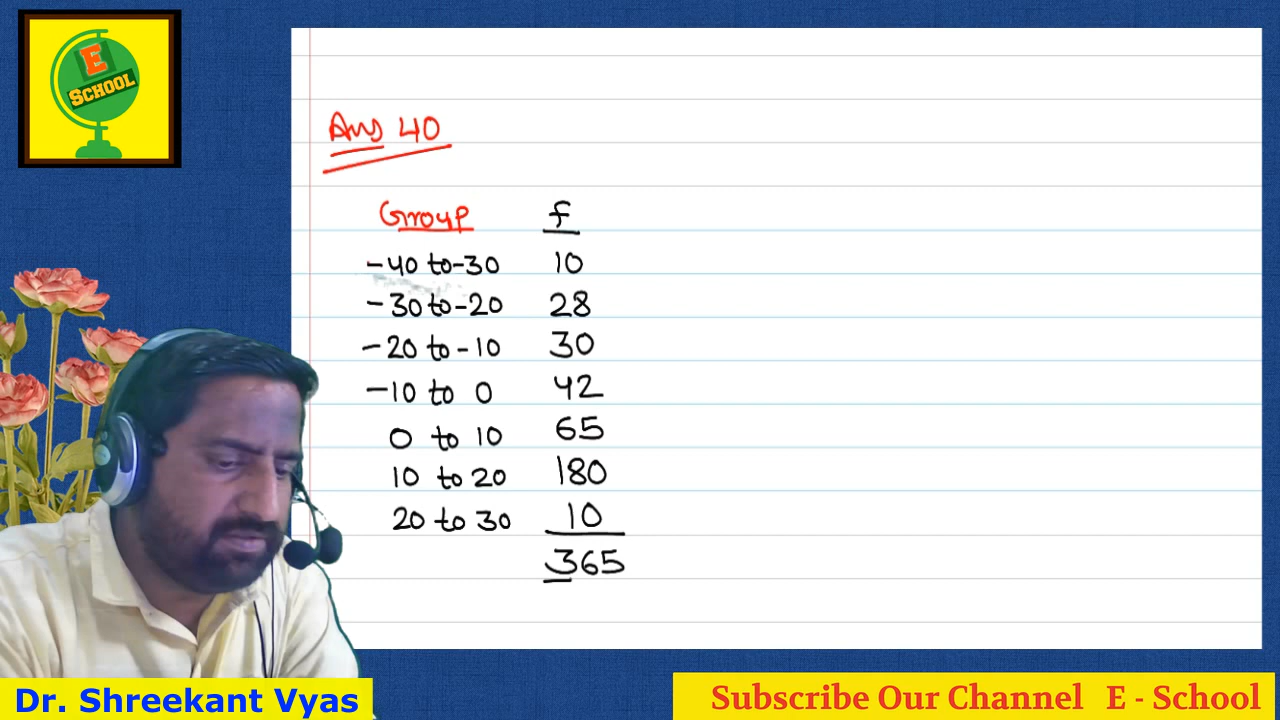 E
SCHOOL
Ans 40
Group f
-40 to -30 10
-30 to -20 28
-20 to -10 30
-10 to 0 42
0 to 10 65
10 to 20 180
20 to 30 10
365
Dr. Shreekant Vyas
Subscribe Our Channel E - School